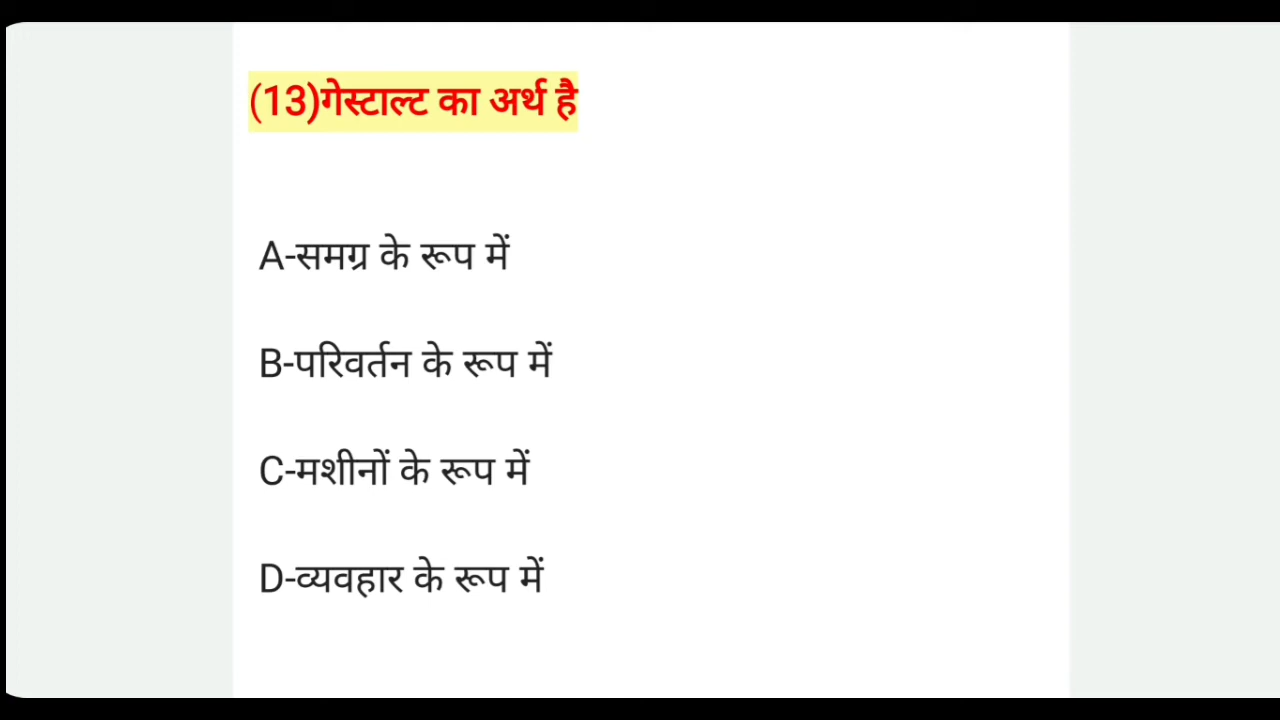 (13)गेस्टाल्ट का अर्थ है
A-समग्र के रूप में
B-परिवर्तन के रूप में
C-मशीनों के रूप में
D-व्यवहार के रूप में